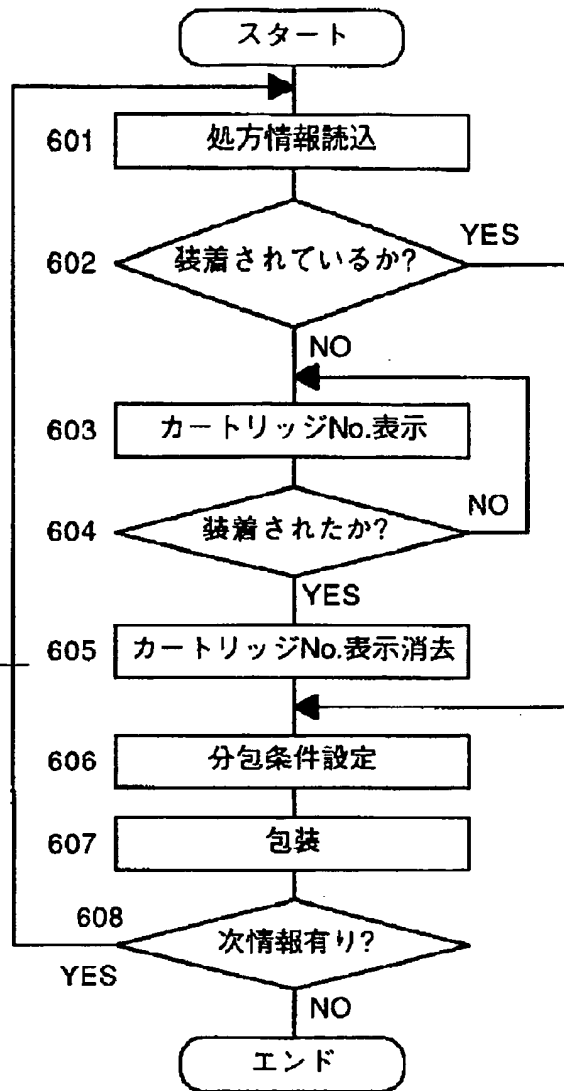 スタート
601 処方情報読込
602 装着されているか? YES
NO
603 カートリッジNo.表示
604 装着されたか? NO
YES
605 カートリッジNo.表示消去
606 分包条件設定
607 包装
608 次情報有り?
YES
NO
エンド